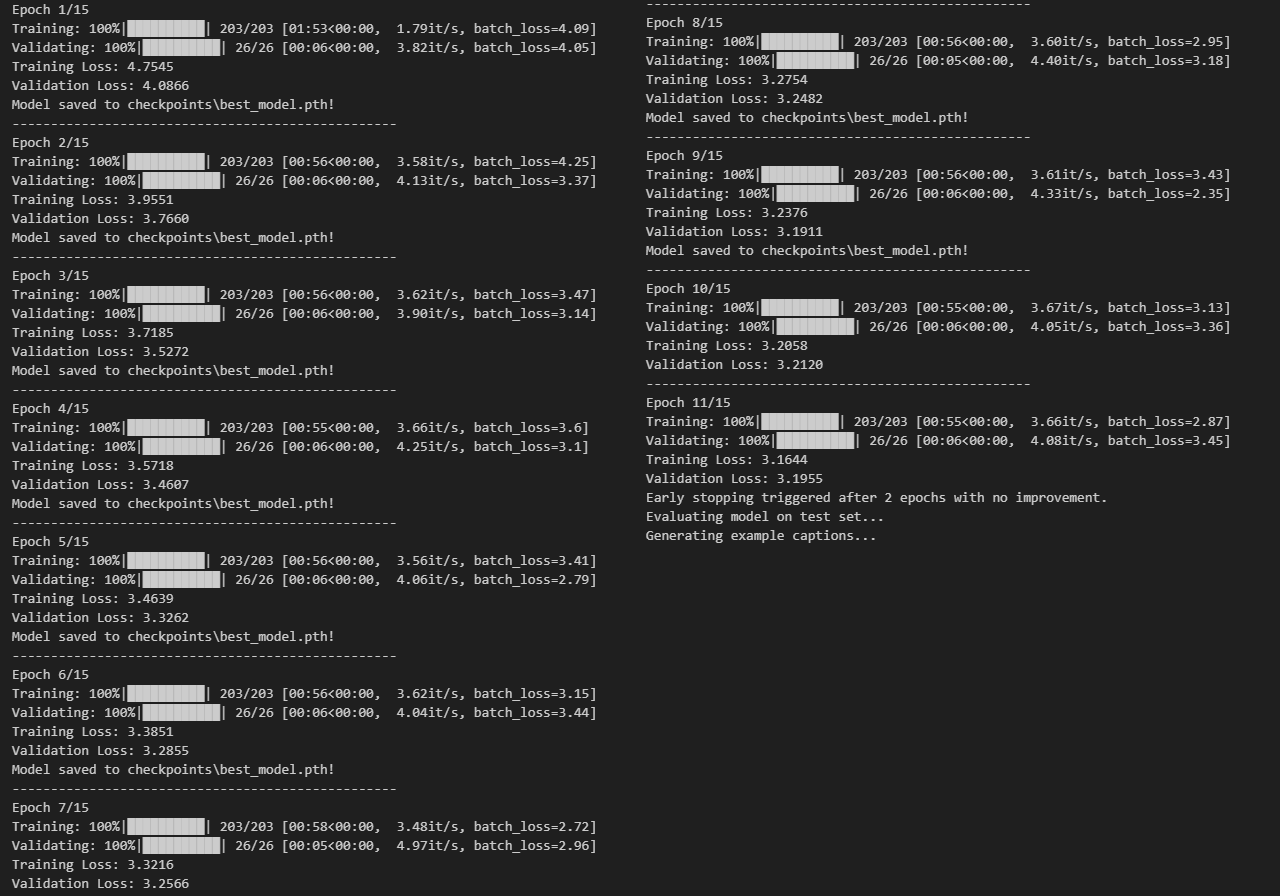 Epoch 1/15
Training: 100%|██████████| 203/203 [01:53<00:00,  1.79it/s, batch_loss=4.09]
Validating: 100%|██████████| 26/26 [00:06<00:00,  3.82it/s, batch_loss=4.05]
Training Loss: 4.7545
Validation Loss: 4.0866
Model saved to checkpoints\best_model.pth!
--------------------------------------------------
Epoch 2/15
Training: 100%|██████████| 203/203 [00:56<00:00,  3.58it/s, batch_loss=4.25]
Validating: 100%|██████████| 26/26 [00:06<00:00,  4.13it/s, batch_loss=3.37]
Training Loss: 3.9551
Validation Loss: 3.7660
Model saved to checkpoints\best_model.pth!
--------------------------------------------------
Epoch 3/15
Training: 100%|██████████| 203/203 [00:56<00:00,  3.62it/s, batch_loss=3.47]
Validating: 100%|██████████| 26/26 [00:06<00:00,  3.90it/s, batch_loss=3.14]
Training Loss: 3.7185
Validation Loss: 3.5272
Model saved to checkpoints\best_model.pth!
--------------------------------------------------
Epoch 4/15
Training: 100%|██████████| 203/203 [00:55<00:00,  3.66it/s, batch_loss=3.6]
Validating: 100%|██████████| 26/26 [00:06<00:00,  4.25it/s, batch_loss=3.1]
Training Loss: 3.5718
Validation Loss: 3.4607
Model saved to checkpoints\best_model.pth!
--------------------------------------------------
Epoch 5/15
Training: 100%|██████████| 203/203 [00:56<00:00,  3.56it/s, batch_loss=3.41]
Validating: 100%|██████████| 26/26 [00:06<00:00,  4.06it/s, batch_loss=2.79]
Training Loss: 3.4639
Validation Loss: 3.3262
Model saved to checkpoints\best_model.pth!
--------------------------------------------------
Epoch 6/15
Training: 100%|██████████| 203/203 [00:56<00:00,  3.62it/s, batch_loss=3.15]
Validating: 100%|██████████| 26/26 [00:06<00:00,  4.04it/s, batch_loss=3.44]
Training Loss: 3.3851
Validation Loss: 3.2855
Model saved to checkpoints\best_model.pth!
--------------------------------------------------
Epoch 7/15
Training: 100%|██████████| 203/203 [00:58<00:00,  3.48it/s, batch_loss=2.72]
Validating: 100%|██████████| 26/26 [00:05<00:00,  4.97it/s, batch_loss=2.96]
Training Loss: 3.3216
Validation Loss: 3.2566
--------------------------------------------------
Epoch 8/15
Training: 100%|██████████| 203/203 [00:56<00:00,  3.60it/s, batch_loss=2.95]
Validating: 100%|██████████| 26/26 [00:05<00:00,  4.40it/s, batch_loss=3.18]
Training Loss: 3.2754
Validation Loss: 3.2482
Model saved to checkpoints\best_model.pth!
--------------------------------------------------
Epoch 9/15
Training: 100%|██████████| 203/203 [00:56<00:00,  3.61it/s, batch_loss=3.43]
Validating: 100%|██████████| 26/26 [00:06<00:00,  4.33it/s, batch_loss=2.35]
Training Loss: 3.2376
Validation Loss: 3.1911
Model saved to checkpoints\best_model.pth!
--------------------------------------------------
Epoch 10/15
Training: 100%|██████████| 203/203 [00:55<00:00,  3.67it/s, batch_loss=3.13]
Validating: 100%|██████████| 26/26 [00:06<00:00,  4.05it/s, batch_loss=3.36]
Training Loss: 3.2058
Validation Loss: 3.2120
--------------------------------------------------
Epoch 11/15
Training: 100%|██████████| 203/203 [00:55<00:00,  3.66it/s, batch_loss=2.87]
Validating: 100%|██████████| 26/26 [00:06<00:00,  4.08it/s, batch_loss=3.45]
Training Loss: 3.1644
Validation Loss: 3.1955
Early stopping triggered after 2 epochs with no improvement.
Evaluating model on test set...
Generating example captions...